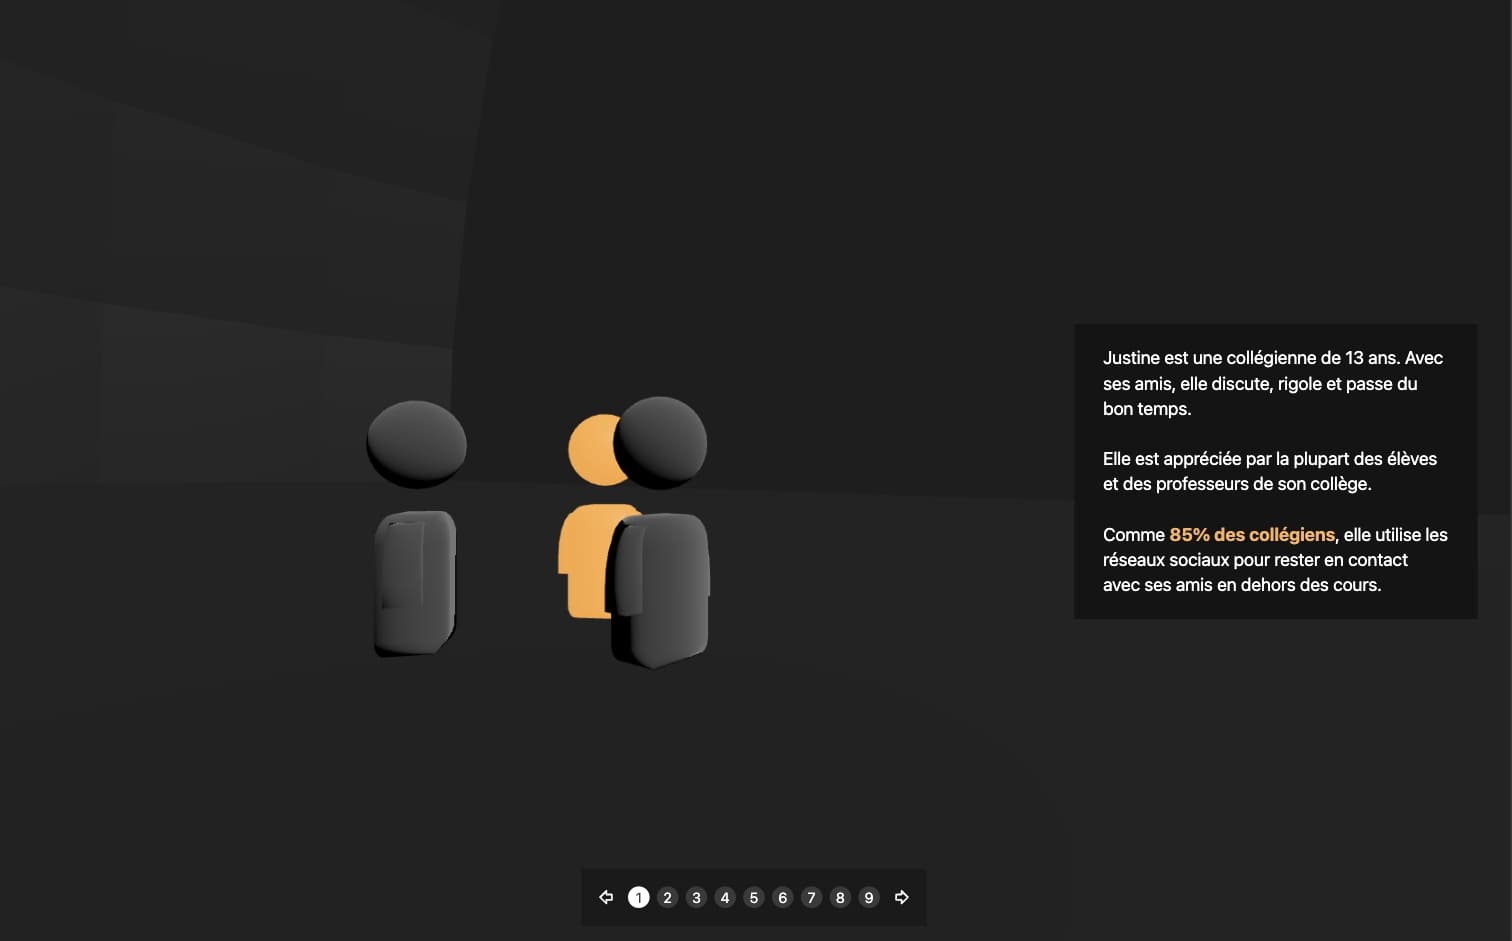 Justine est une collégienne de 13 ans. Avec
ses amis, elle discute, rigole et passe du
bon temps.
Elle est appréciée par la plupart des élèves
et des professeurs de son collège.
Comme 85% des collégiens, elle utilise les
réseaux sociaux pour rester en contact
avec ses amis en dehors des cours.
1 2 3 4 5 6 7 8 9